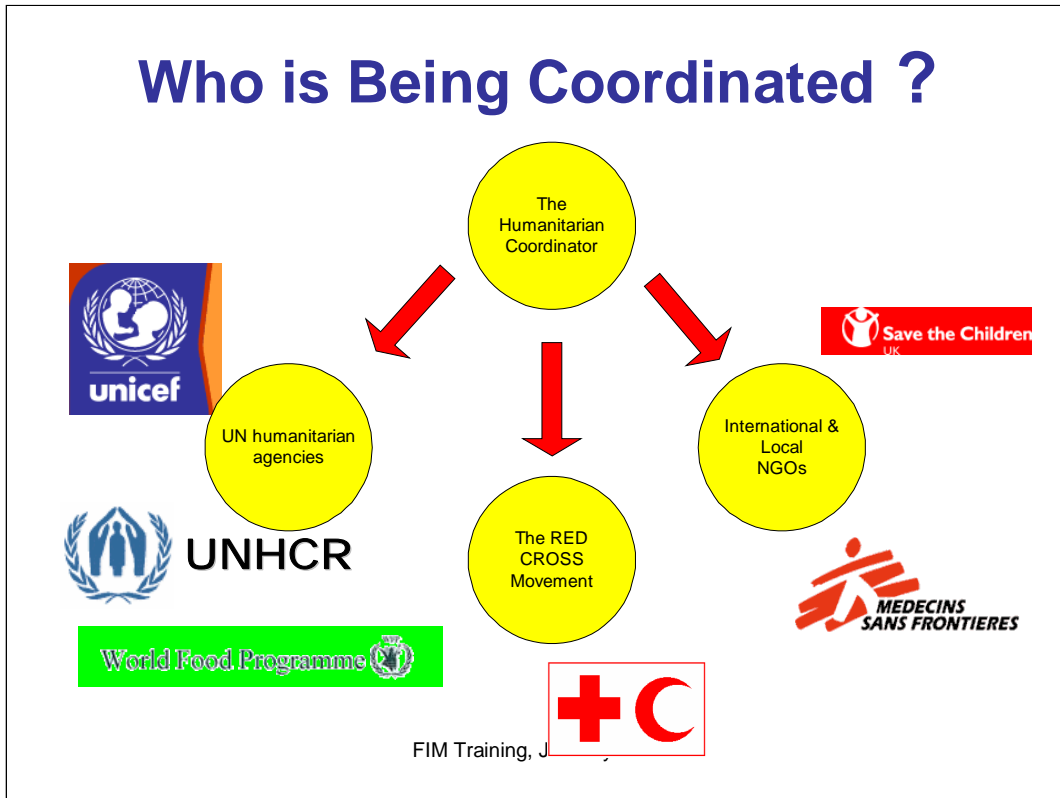 Who is Being Coordinated ?
The
Humanitarian
Coordinator
unicef
Save the Children
UK
UN humanitarian
agencies
International &
Local
NGOs
UNHCR
The RED
CROSS
Movement
MEDECINS
SANS FRONTIERES
World Food Programme
WFP
FIM Training,